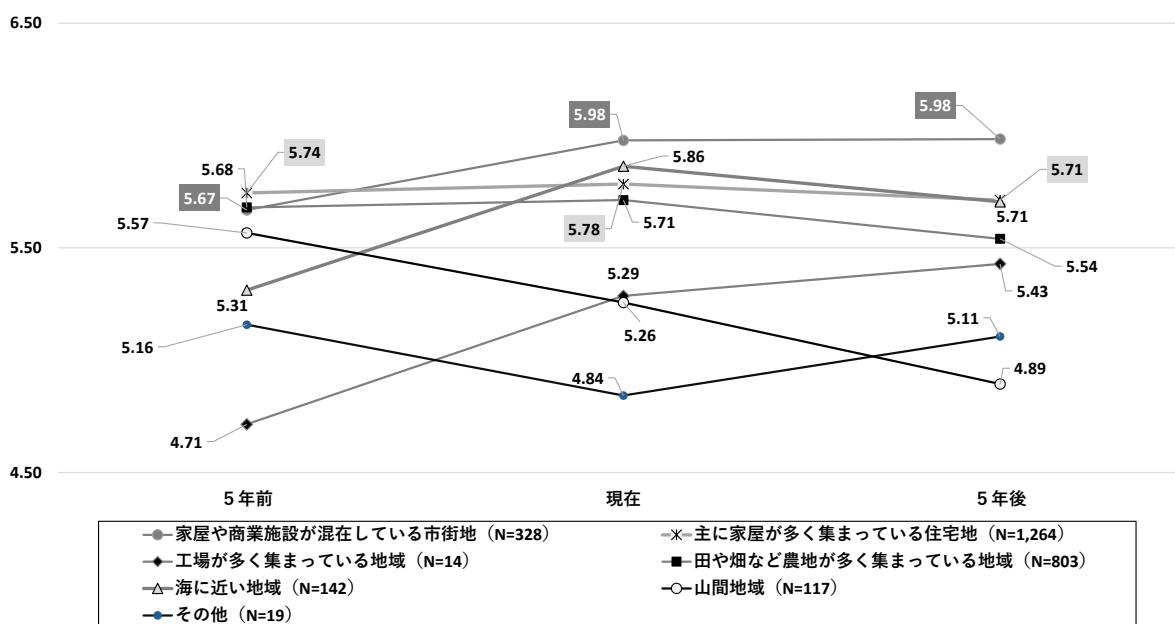 6.50
5.98
5.98
5.74
5.68
5.86
5.71
5.67
5.71
5.57
5.78
5.71
5.50
5.54
5.29
5.43
5.31
5.26
5.11
5.16
4.84
4.89
4.71
4.50
５年前
現在
５年後
家屋や商業施設が混在している市街地（N=328）
主に家屋が多く集まっている住宅地（N=1,264）
工場が多く集まっている地域（N=14）
田や畑など農地が多く集まっている地域（N=803）
海に近い地域（N=142）
山間地域（N=117）
その他（N=19）